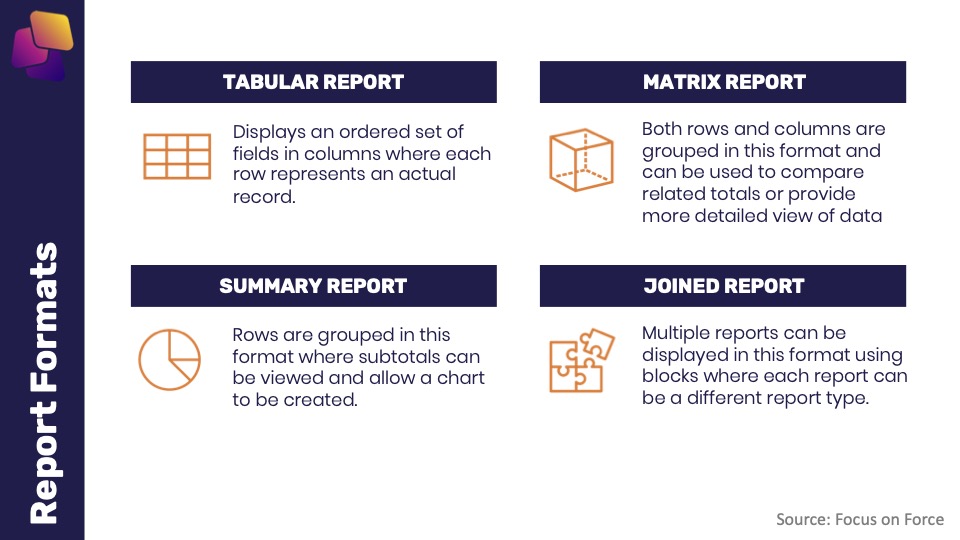 Report Formats
TABULAR REPORT
Displays an ordered set of
fields in columns where each
row represents an actual
record.
MATRIX REPORT
Both rows and columns are
grouped in this format and
can be used to compare
related totals or provide
more detailed view of data
SUMMARY REPORT
Rows are grouped in this
format where subtotals can
be viewed and allow a chart
to be created.
JOINED REPORT
Multiple reports can be
displayed in this format using
blocks where each report can
be a different report type.
Source: Focus on Force